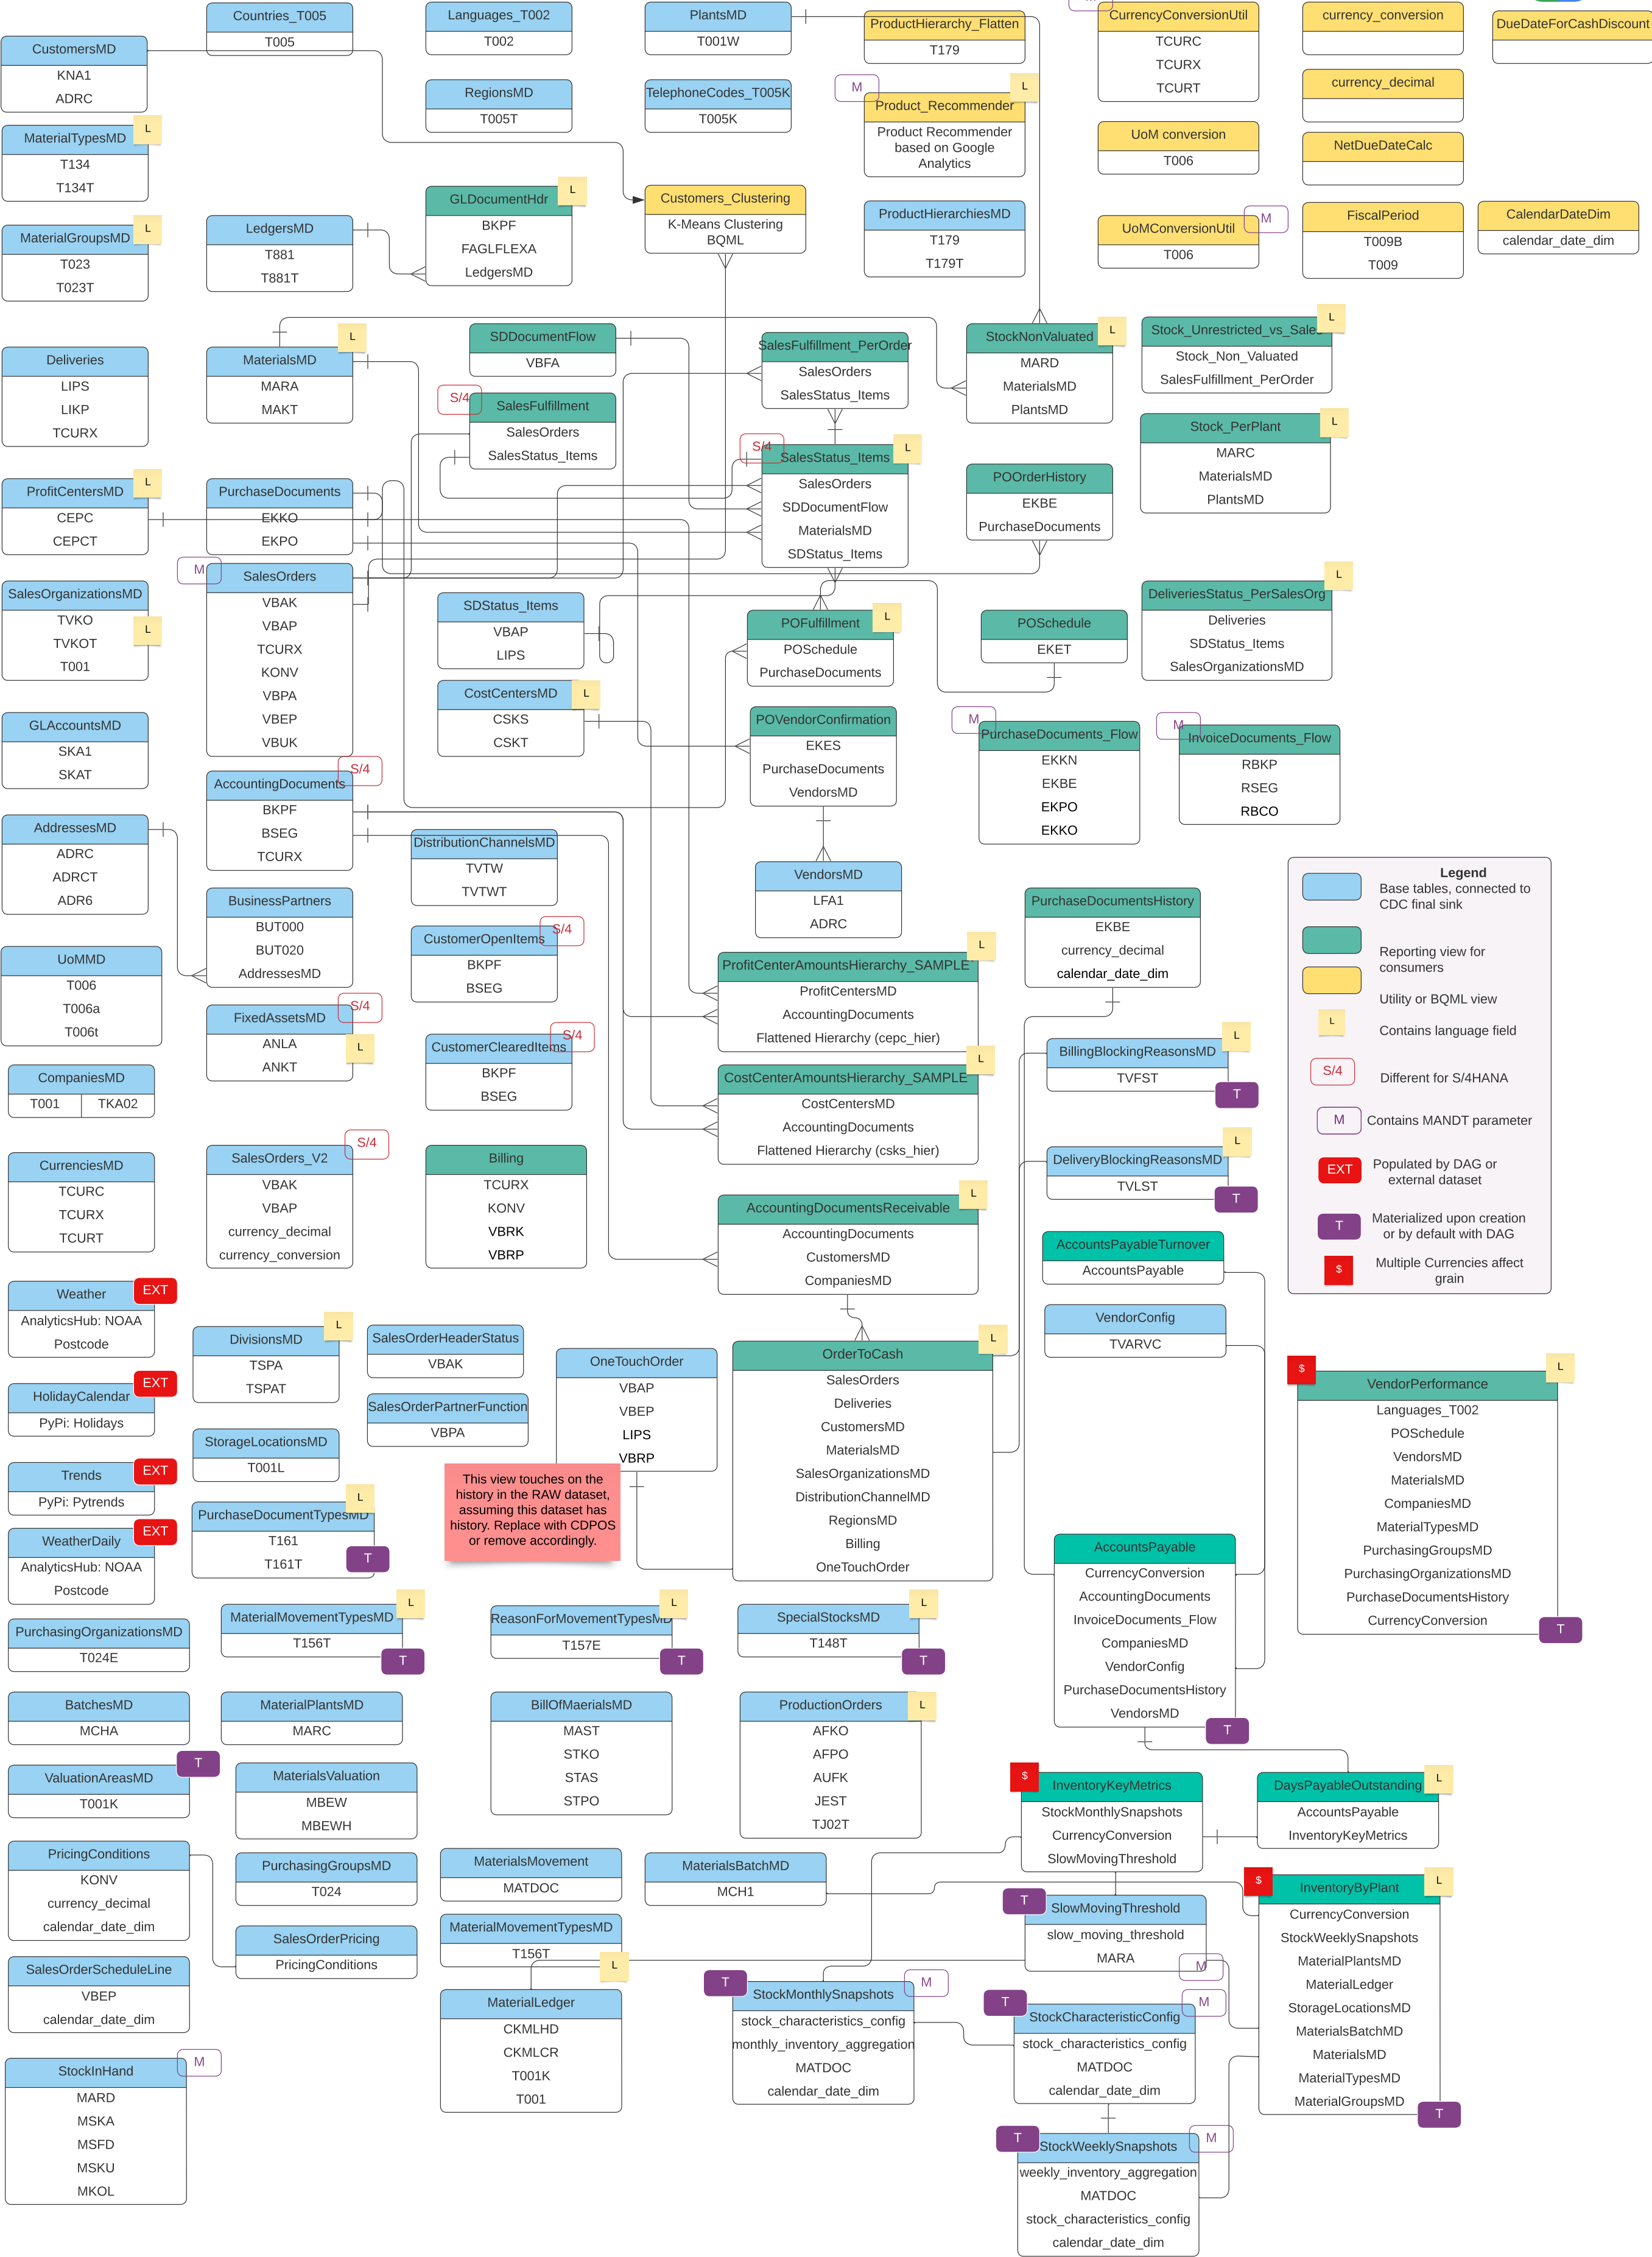 Countries_T005
T005
Languages_T002
T002
PlantsMD
T001W
ProductHierarchy_Flatten
T179
CurrencyConversionUtil
TCURC
TCURX
TCURT
currency_conversion
DueDateForCashDiscount
CustomersMD
KNA1
ADRC
RegionsMD
T005T
TelephoneCodes_T005K
T005K
M
L
Product_Recommender
Product Recommender
based on Google
Analytics
currency_decimal
UoM conversion
T006
NetDueDateCalc
L
MaterialTypesMD
T134
T134T
L
GLDocumentHdr
BKPF
FAGLFLEXA
LedgersMD
Customers_Clustering
K-Means Clustering
BQML
ProductHierarchiesMD
T179
T179T
M
UoMConversionUtil
T006
FiscalPeriod
T009B
T009
CalendarDateDim
calendar_date_dim
L
MaterialGroupsMD
T023
T023T
LedgersMD
T881
T881T
Deliveries
LIPS
LIKP
TCURX
L
MaterialsMD
MARA
MAKT
SDDocumentFlow
VBFA
S/4
SalesFulfillment
SalesOrders
SalesStatus_Items
SalesFulfillment_PerOrder
SalesOrders
SalesStatus_Items
L
StockNonValuated
MARD
MaterialsMD
PlantsMD
L
Stock_Unrestricted_vs_Sales
Stock_Non_Valuated
SalesFulfillment_PerOrder
S/4
L
SalesStatus_Items
SalesOrders
SDDocumentFlow
MaterialsMD
SDStatus_Items
L
Stock_PerPlant
MARC
MaterialsMD
PlantsMD
POOrderHistory
EKBE
PurchaseDocuments
L
ProfitCentersMD
CEPC
CEPCT
PurchaseDocuments
EKKO
EKPO
M
SalesOrders
VBAK
VBAP
TCURX
KONV
VBPA
VBEP
VBUK
SalesOrganizationsMD
TVKO
TVKOT
T001
L
SDStatus_Items
VBAP
LIPS
L
POFulfillment
POSchedule
PurchaseDocuments
POSchedule
EKET
L
DeliveriesStatus_PerSalesOrg
Deliveries
SDStatus_Items
SalesOrganizationsMD
L
CostCentersMD
CSKS
CSKT
GLAccountsMD
SKA1
SKAT
POVendorConfirmation
EKES
PurchaseDocuments
VendorsMD
M
PurchaseDocuments_Flow
EKKN
EKBE
EKPO
EKKO
M
InvoiceDocuments_Flow
RBKP
RSEG
RBCO
S/4
AccountingDocuments
BKPF
BSEG
TCURX
AddressesMD
ADRC
ADRCT
ADR6
DistributionChannelsMD
TVTW
TVTWT
VendorsMD
LFA1
ADRC
BusinessPartners
BUT000
BUT020
AddressesMD
PurchaseDocumentsHistory
EKBE
currency_decimal
calendar_date_dim
Legend
Base tables, connected to
CDC final sink
Reporting view for
consumers
Utility or BQML view
L
Contains language field
S/4
Different for S/4HANA
M
Contains MANDT parameter
EXT
Populated by DAG or
external dataset
T
Materialized upon creation
or by default with DAG
$
Multiple Currencies affect
grain
S/4
CustomerOpenItems
BKPF
BSEG
UoMMD
T006
T006a
T006t
L
ProfitCenterAmountsHierarchy_SAMPLE
ProfitCentersMD
AccountingDocuments
Flattened Hierarchy (cepc_hier)
S/4
FixedAssetsMD
ANLA
ANKT
L
S/4
CustomerClearedItems
BKPF
BSEG
L
BillingBlockingReasonsMD
TVFST
T
L
CostCenterAmountsHierarchy_SAMPLE
CostCentersMD
AccountingDocuments
Flattened Hierarchy (csks_hier)
CompaniesMD
T001
TKA02
L
DeliveryBlockingReasonsMD
TVLST
T
CurrenciesMD
TCURC
TCURX
TCURT
S/4
SalesOrders_V2
VBAK
VBAP
currency_decimal
currency_conversion
Billing
TCURX
KONV
VBRK
VBRP
L
AccountingDocumentsReceivable
AccountingDocuments
CustomersMD
CompaniesMD
AccountsPayableTurnover
AccountsPayable
VendorConfig
TVARVC
EXT
Weather
AnalyticsHub: NOAA
Postcode
L
DivisionsMD
TSPA
TSPAT
SalesOrderHeaderStatus
VBAK
OneTouchOrder
VBAP
VBEP
LIPS
VBRP
L
OrderToCash
SalesOrders
Deliveries
CustomersMD
MaterialsMD
SalesOrganizationsMD
DistributionChannelMD
RegionsMD
Billing
OneTouchOrder
$
L
VendorPerformance
Languages_T002
POSchedule
VendorsMD
MaterialsMD
CompaniesMD
MaterialTypesMD
PurchasingGroupsMD
PurchasingOrganizationsMD
PurchaseDocumentsHistory
CurrencyConversion
T
EXT
HolidayCalendar
PyPi: Holidays
SalesOrderPartnerFunction
VBPA
StorageLocationsMD
T001L
EXT
Trends
PyPi: Pytrends
This view touches on the
history in the RAW dataset,
assuming this dataset has
history. Replace with CDPOS
or remove accordingly.
L
PurchaseDocumentTypesMD
T161
T161T
T
EXT
WeatherDaily
AnalyticsHub: NOAA
Postcode
AccountsPayable
CurrencyConversion
AccountingDocuments
InvoiceDocuments_Flow
CompaniesMD
VendorConfig
PurchaseDocumentsHistory
VendorsMD
T
PurchasingOrganizationsMD
T024E
L
MaterialMovementTypesMD
T156T
T
L
ReasonForMovementTypesMD
T157E
T
L
SpecialStocksMD
T148T
T
BatchesMD
MCHA
MaterialPlantsMD
MARC
BillOfMaerialsMD
MAST
STKO
STAS
STPO
L
ProductionOrders
AFKO
AFPO
AUFK
JEST
TJ02T
T
ValuationAreasMD
T001K
MaterialsValuation
MBEW
MBEWH
$
InventoryKeyMetrics
StockMonthlySnapshots
CurrencyConversion
SlowMovingThreshold
L
DaysPayableOutstanding
AccountsPayable
InventoryKeyMetrics
PricingConditions
KONV
currency_decimal
calendar_date_dim
PurchasingGroupsMD
T024
MaterialsMovement
MATDOC
MaterialsBatchMD
MCH1
$
L
InventoryByPlant
CurrencyConversion
StockWeeklySnapshots
MaterialPlantsMD
MaterialLedger
StorageLocationsMD
MaterialsBatchMD
MaterialsMD
MaterialTypesMD
MaterialGroupsMD
T
T
SlowMovingThreshold
slow_moving_threshold
MARA
M
SalesOrderPricing
PricingConditions
MaterialMovementTypesMD
T156T
L
SalesOrderScheduleLine
VBEP
calendar_date_dim
MaterialLedger
CKMLHD
CKMLCR
T001K
T001
T
M
StockMonthlySnapshots
stock_characteristics_config
monthly_inventory_aggregation
MATDOC
calendar_date_dim
T
M
StockCharacteristicConfig
stock_characteristics_config
MATDOC
calendar_date_dim
M
StockInHand
MARD
MSKA
MSFD
MSKU
MKOL
T
M
StockWeeklySnapshots
weekly_inventory_aggregation
MATDOC
stock_characteristics_config
calendar_date_dim